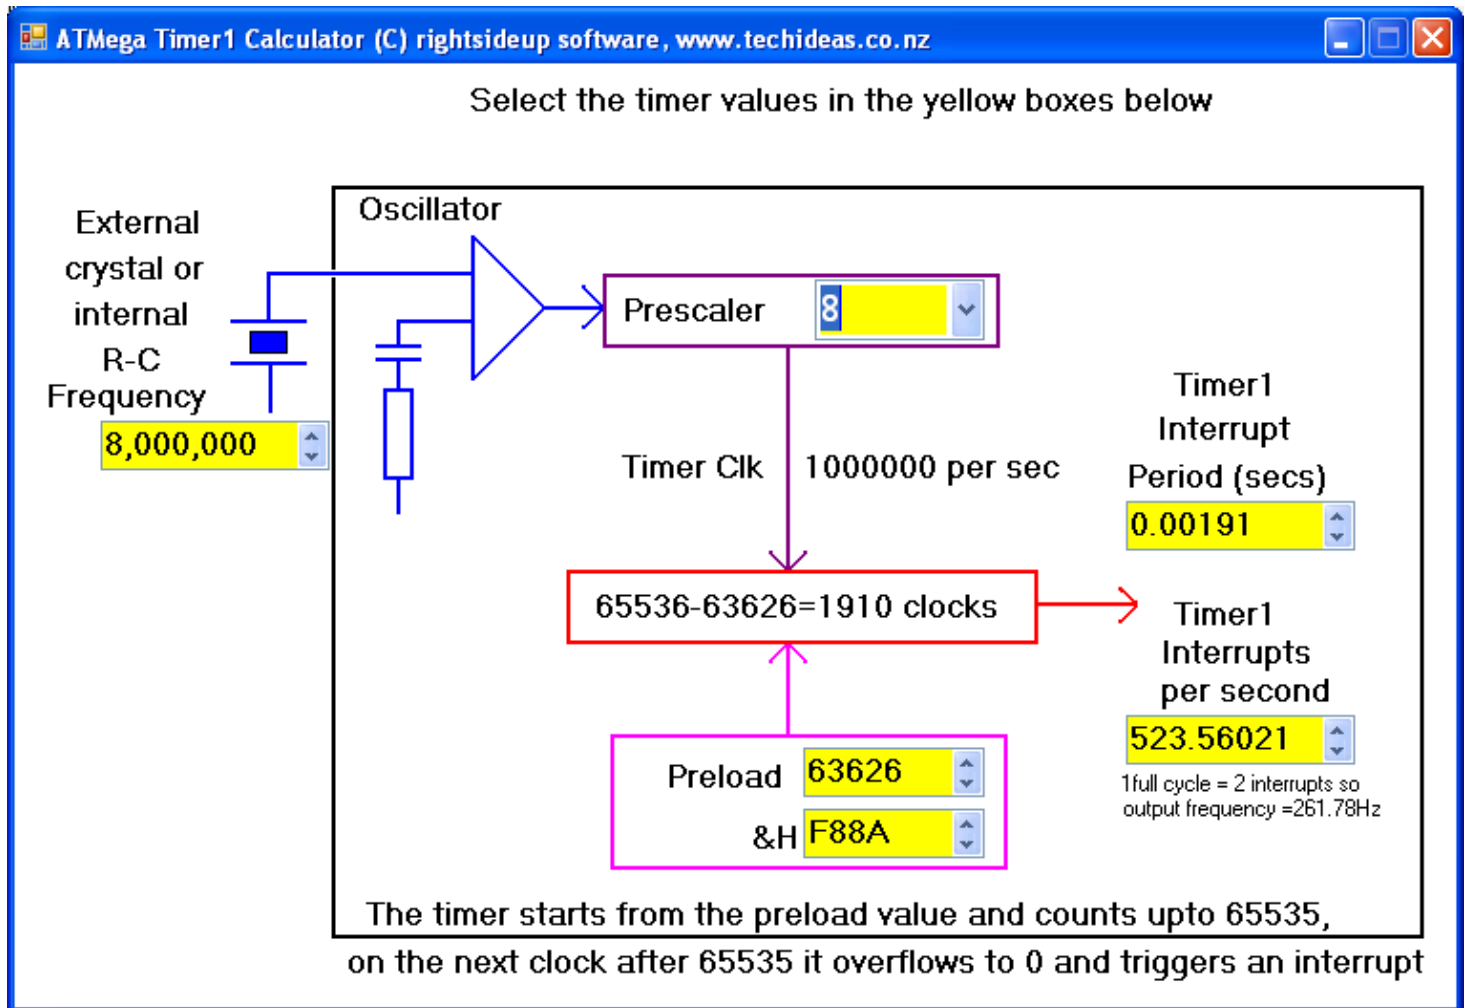 ATMega Timer1 Calculator (C) rightsideup software, www.techideas.co.nz
Select the timer values in the yellow boxes below
External
crystal or
internal
R-C
Frequency
8,000,000
Oscillator
Prescaler 8
Timer Clk 1000000 per sec
65536-63626=1910 clocks
Preload 63626
&H F88A
Timer1
Interrupt
Period (secs)
0.00191
Timer1
Interrupts
per second
523.56021
1full cycle = 2 interrupts so
output frequency =261.78Hz
The timer starts from the preload value and counts upto 65535,
on the next clock after 65535 it overflows to 0 and triggers an interrupt